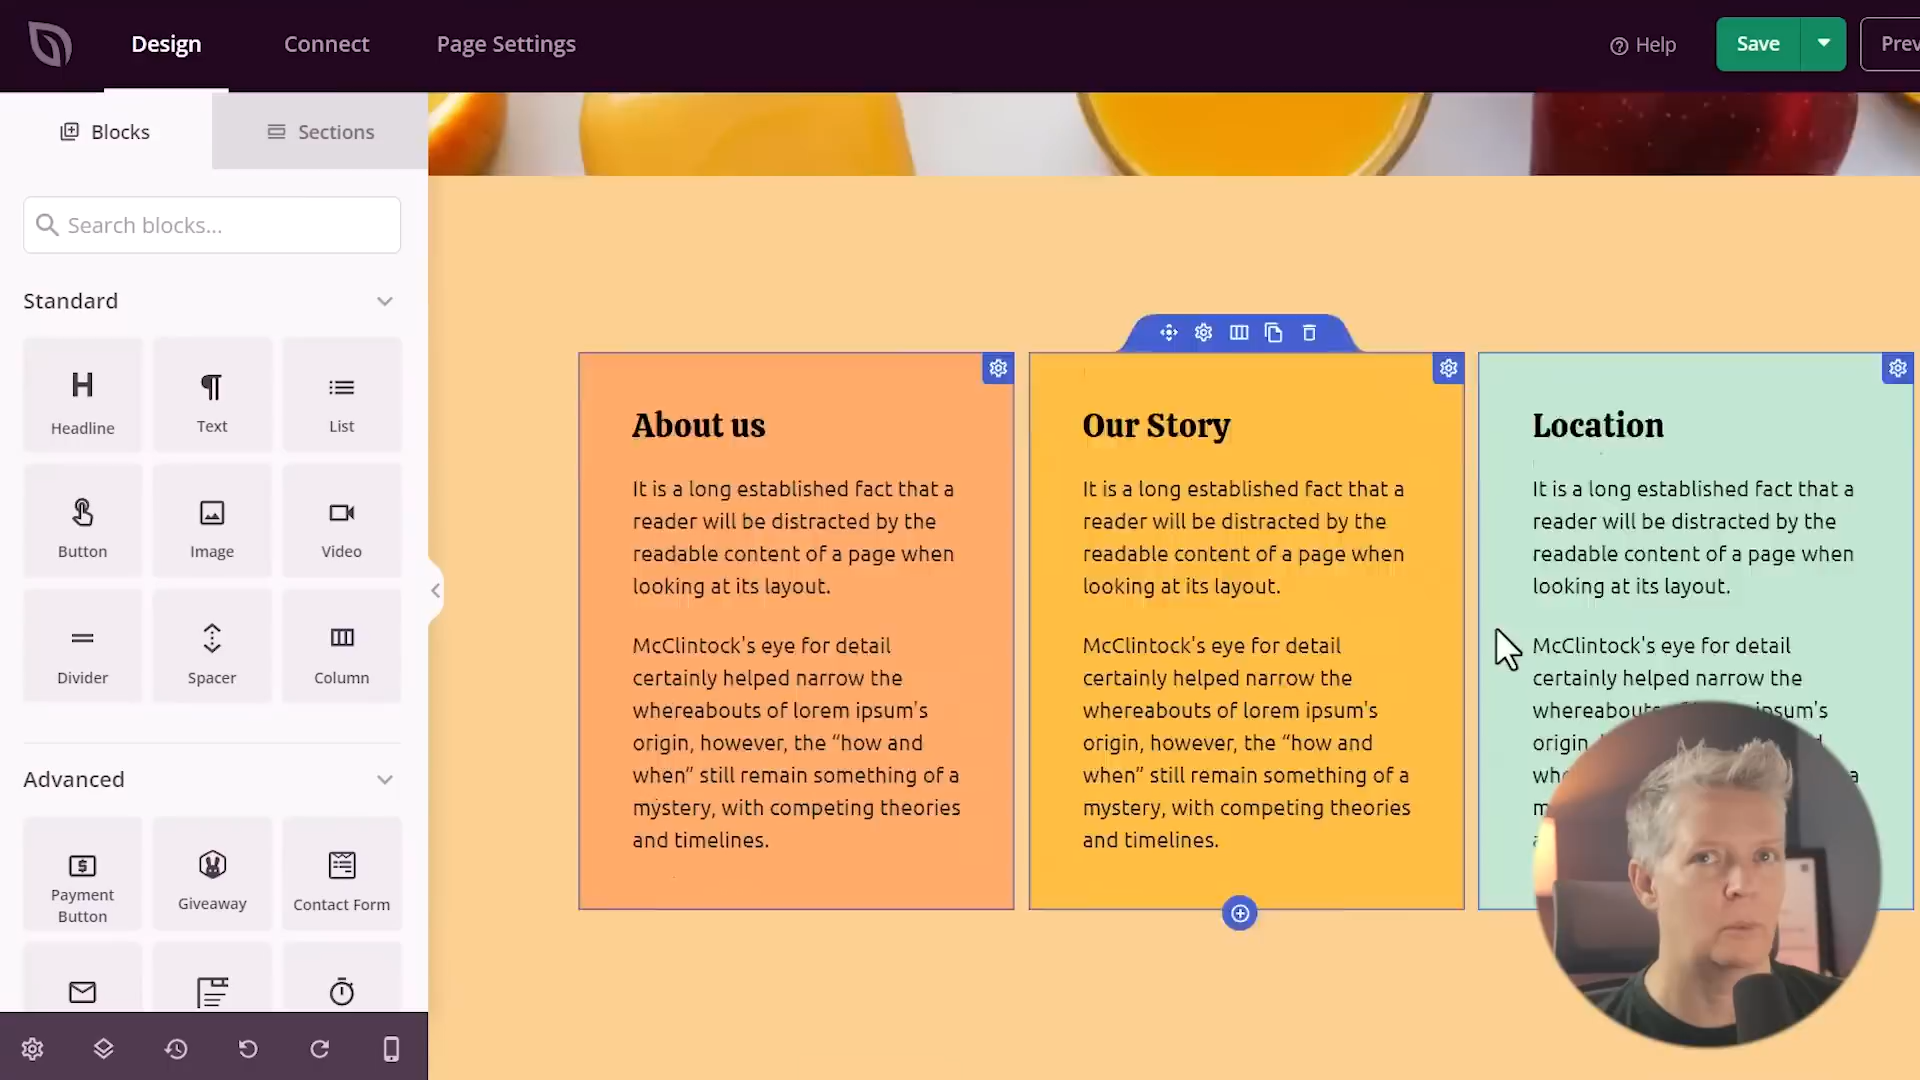 Design
Connect
Page Settings
Help
Save
Prev
Blocks
Sections
Search blocks...
Standard
Headline
Text
List
Button
Image
Video
Divider
Spacer
Column
Advanced
Payment
Button
Giveaway
Contact Form
About us
It is a long established fact that a
reader will be distracted by the
readable content of a page when
looking at its layout.
McClintock's eye for detail
certainly helped narrow the
whereabouts of lorem ipsum's
origin, however, the “how and
when” still remain something of a
mystery, with competing theories
and timelines.
Our Story
It is a long established fact that a
reader will be distracted by the
readable content of a page when
looking at its layout.
McClintock's eye for detail
certainly helped narrow the
whereabouts of lorem ipsum's
origin, however, the “how and
when” still remain something of a
mystery, with competing theories
and timelines.
Location
It is a long established fact that a
reader will be distracted by the
readable content of a page when
looking at its layout.
McClintock's eye for detail
certainly helped narrow the
whereabouts ipsum's
origin